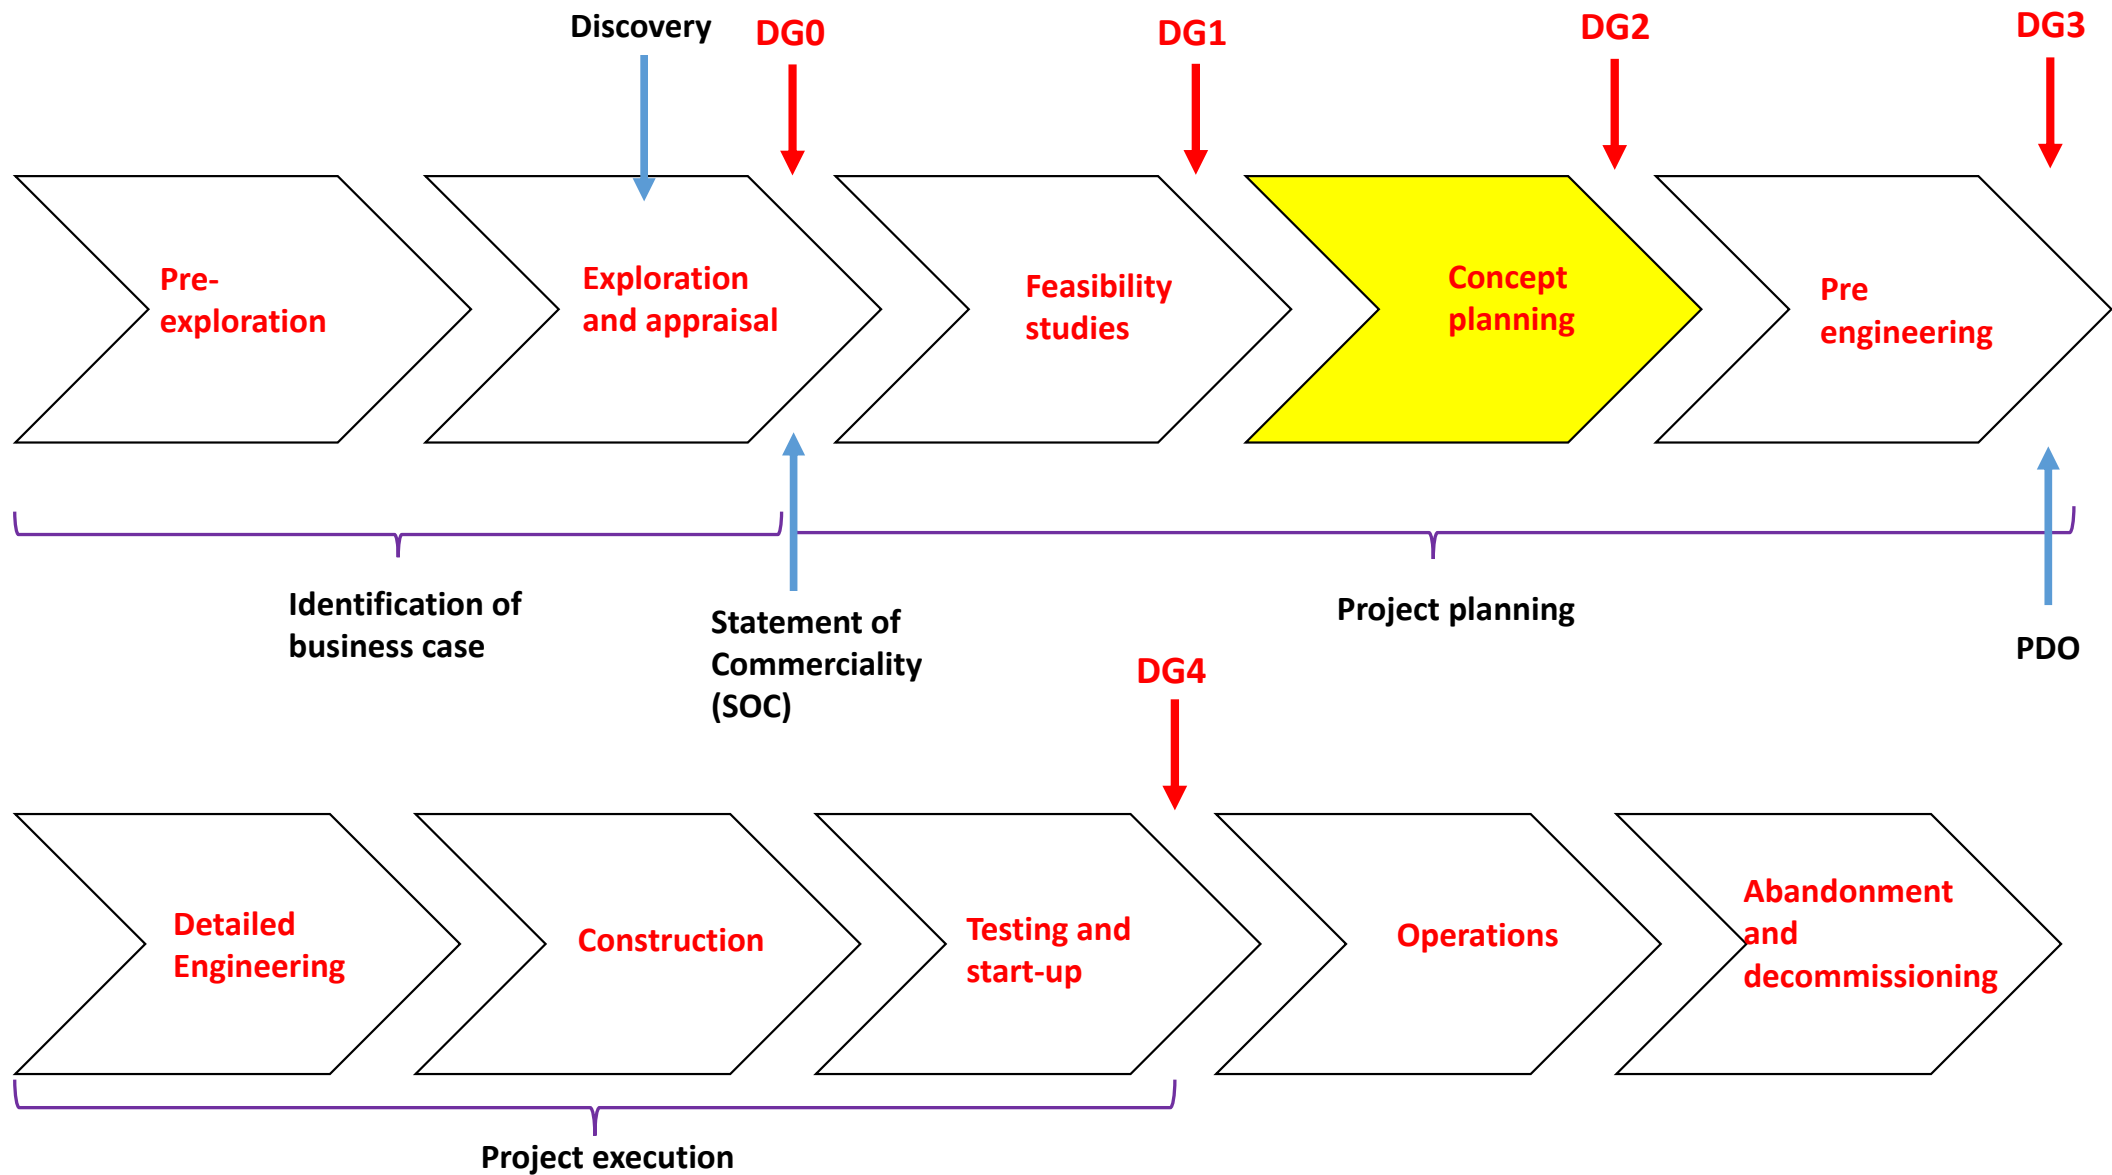 Discovery
DG0
DG1
DG2
DG3
Pre-
exploration
Exploration
and appraisal
Feasibility
studies
Concept
planning
Pre
engineering
Identification of
business case
Statement of
Commerciality
(SOC)
Project planning
PDO
DG4
Detailed
Engineering
Construction
Testing and
start-up
Operations
Abandonment
and
decommissioning
Project execution